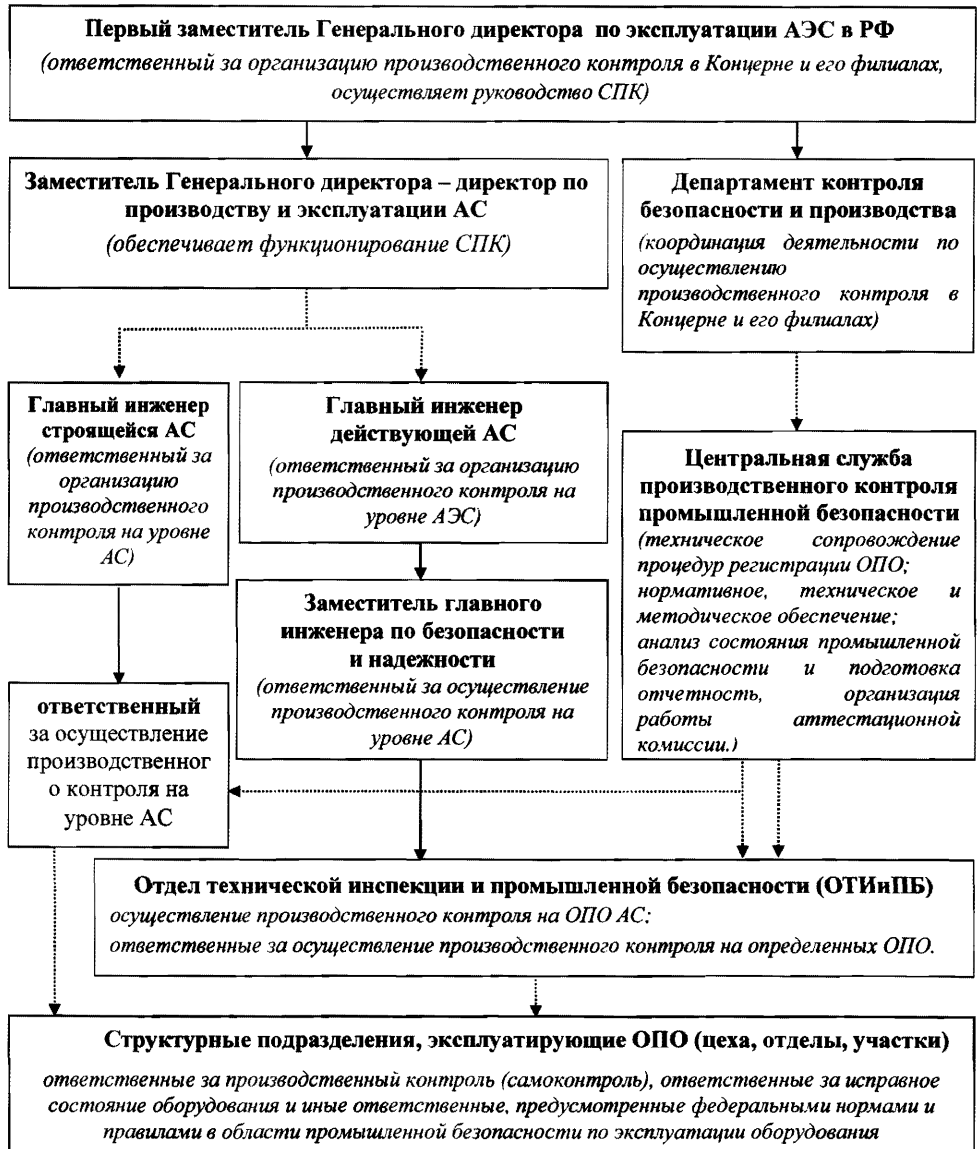 Первый заместитель Генерального директора по эксплуатации АЭС в РФ
(ответственный за организацию производственного контроля в Концерне и его филиалах,
осуществляет руководство СПК)
Заместитель Генерального директора – директор по
производству и эксплуатации АС
(обеспечивает функционирование СПК)
Департамент контроля
безопасности и производства
(координация деятельности по
осуществлению
производственного контроля в
Концерне и его филиалах)
Главный инженер
строящейся АС
(ответственный за
организацию
производственного
контроля на уровне
АС)
Главный инженер
действующей АС
(ответственный за организацию
производственного контроля на
уровне АЭС)
Центральная служба
производственного контроля
промышленной безопасности
(техническое сопровождение
процедур регистрации ОПО;
нормативное, техническое и
методическое обеспечение;
анализ состояния промышленной
безопасности и подготовка
отчетность, организация
работы аттестационной
комиссии.)
Заместитель главного
инженера по безопасности
и надежности
(ответственный за осуществление
производственного контроля на
уровне АС)
ответственный
за осуществление
производственног
о контроля на
уровне АС
Отдел технической инспекции и промышленной безопасности (ОТИиПБ)
осуществление производственного контроля на ОПО АС;
ответственные за осуществление производственного контроля на определенных ОПО.
Структурные подразделения, эксплуатирующие ОПО (цеха, отделы, участки)
ответственные за производственный контроль (самоконтроль), ответственные за исправное
состояние оборудования и иные ответственные, предусмотренные федеральными нормами и
правилами в области промышленной безопасности по эксплуатации оборудования